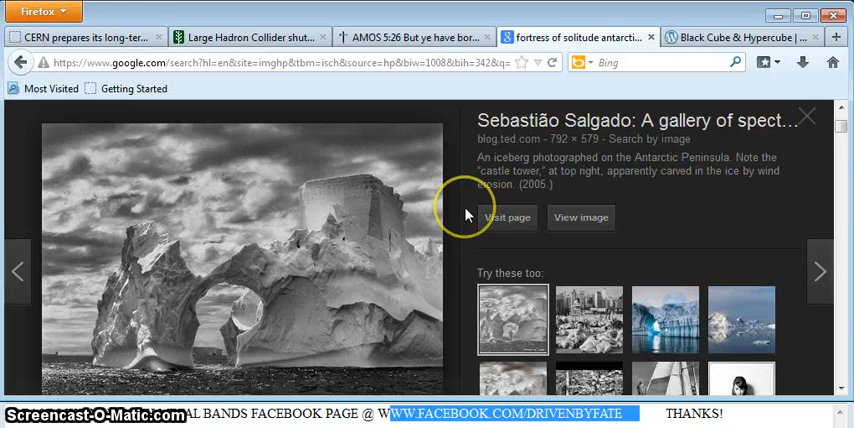 Firefox
CERN prepares its long-ter...
Large Hadron Collider shut...
AMOS 5:26 But ye have bor...
fortress of solitude antarcti...
Black Cube & Hypercube | ...
https://www.google.com/search?hl=en&site=imghp&tbm=isch&source=hp&biw=1008&bih=342&q=
Bing
Most Visited
Getting Started
Sebastião Salgado: A gallery of spect...
blog.ted.com - 792 × 579 - Search by image
An iceberg photographed on the Antarctic Peninsula. Note the
"castle tower," at top right, apparently carved in the ice by wind
erosion. (2005.)
Visit page
View image
Try these too:
Screencast-O-Matic.com
AL BANDS FACEBOOK PAGE @ WWW.FACEBOOK.COM/DRIVENBYFATE THANKS!